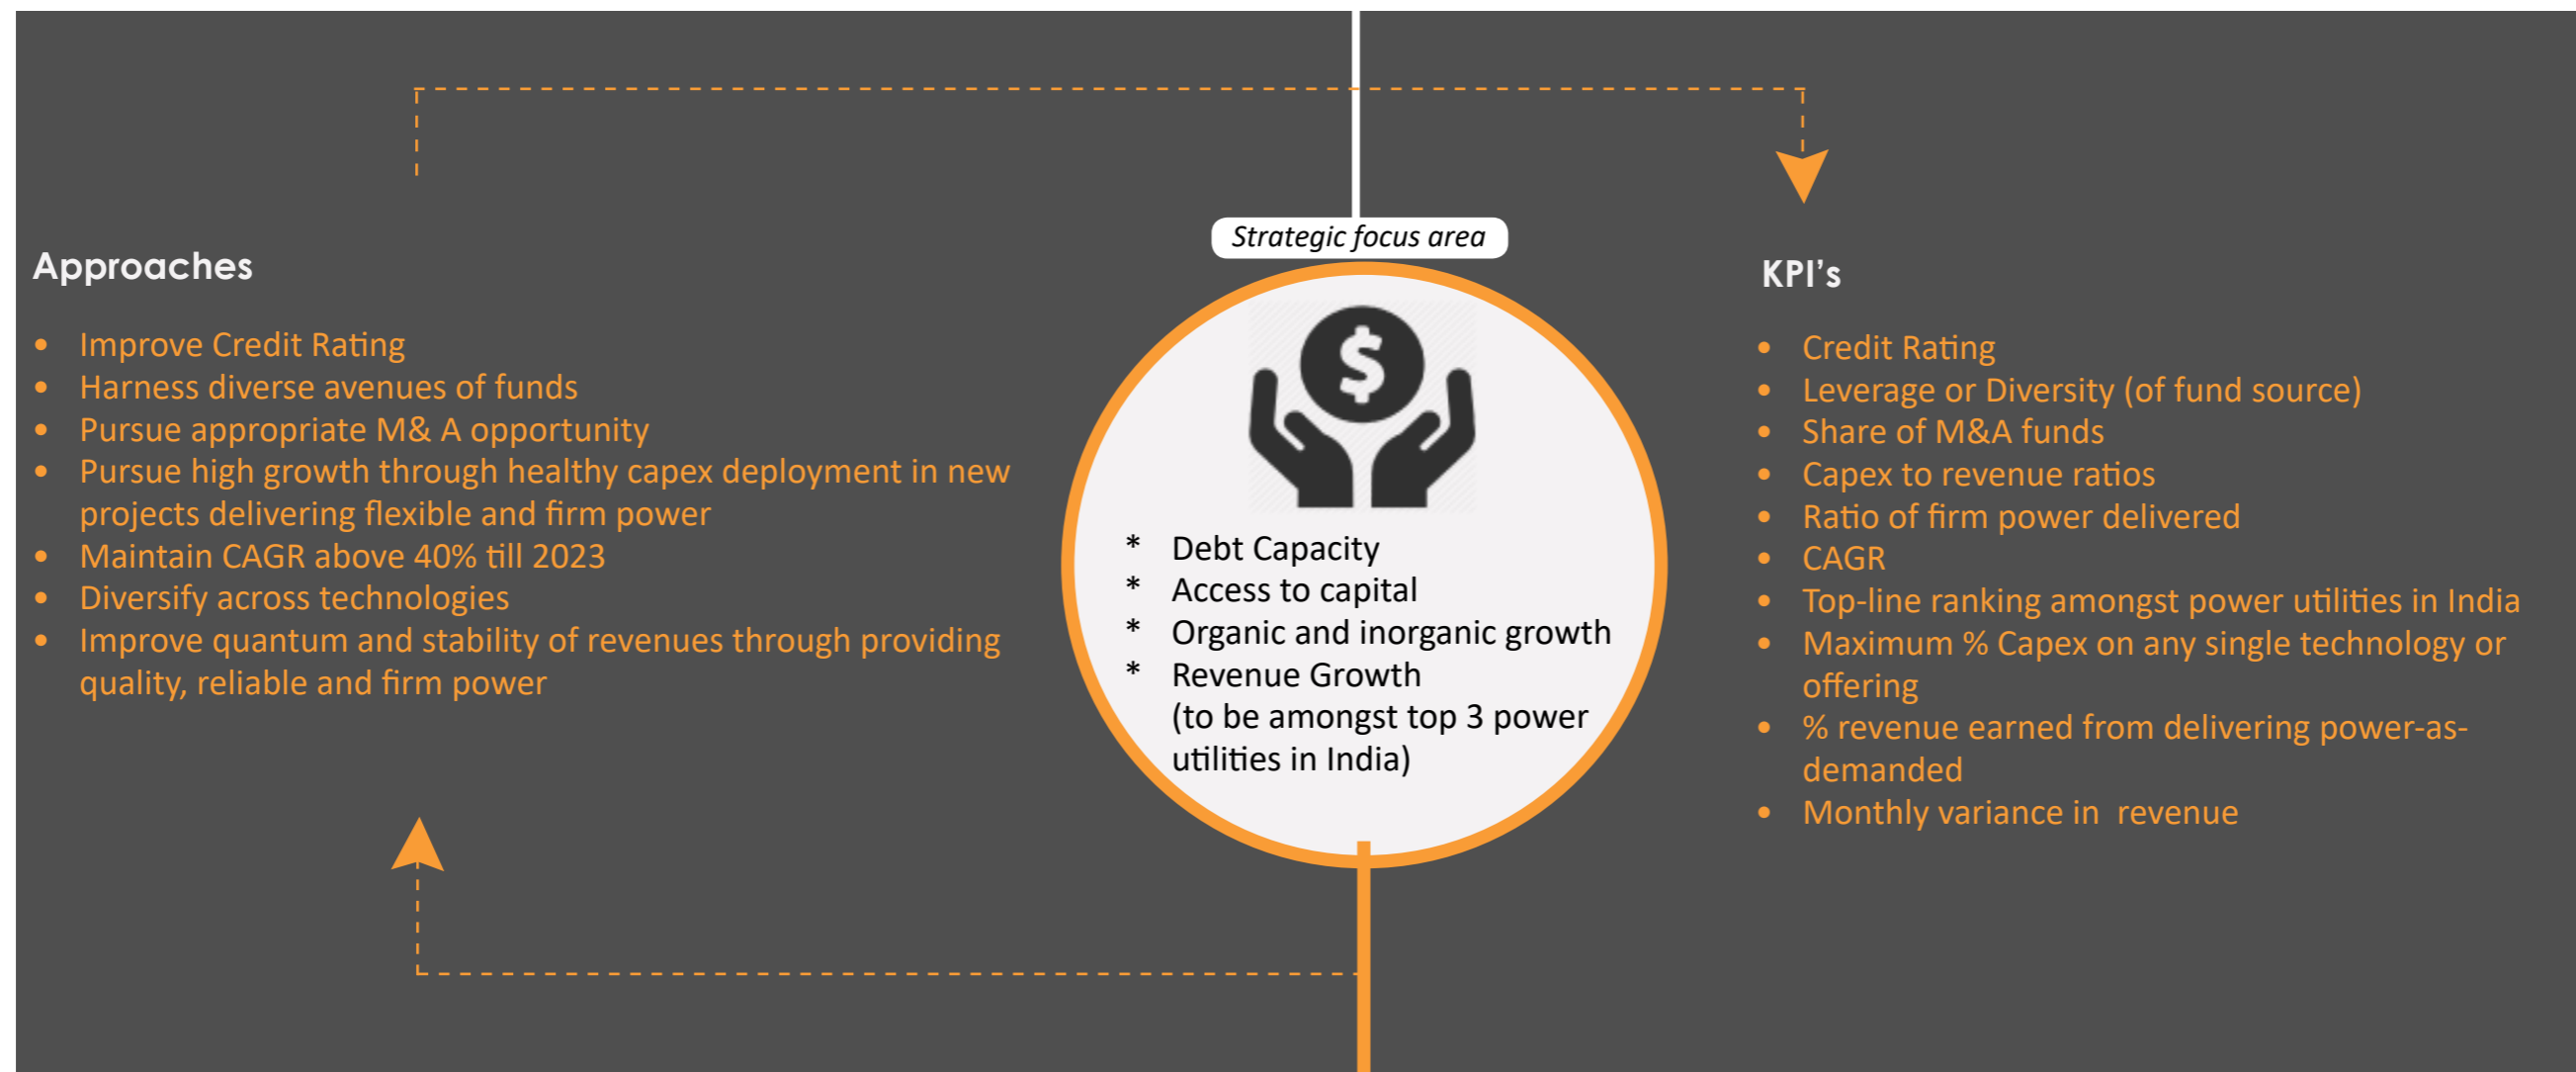 Approaches
• Improve Credit Rating
• Harness diverse avenues of funds
• Pursue appropriate M& A opportunity
• Pursue high growth through healthy capex deployment in new
projects delivering flexible and firm power
• Maintain CAGR above 40% till 2023
• Diversify across technologies
• Improve quantum and stability of revenues through providing
quality, reliable and firm power
Strategic focus area
$
* Debt Capacity
* Access to capital
* Organic and inorganic growth
* Revenue Growth
(to be amongst top 3 power
utilities in India)
KPI’s
• Credit Rating
• Leverage or Diversity (of fund source)
• Share of M&A funds
• Capex to revenue ratios
• Ratio of firm power delivered
• CAGR
• Top-line ranking amongst power utilities in India
• Maximum % Capex on any single technology or
offering
• % revenue earned from delivering power-as-
demanded
• Monthly variance in  revenue